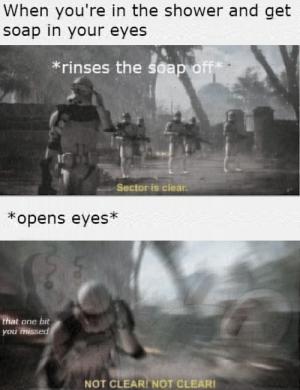 When you're in the shower and get
soap in your eyes
*rinses the soap off*
Sector is clear.
*opens eyes*
that one bit
you missed
NOT CLEAR! NOT CLEAR!